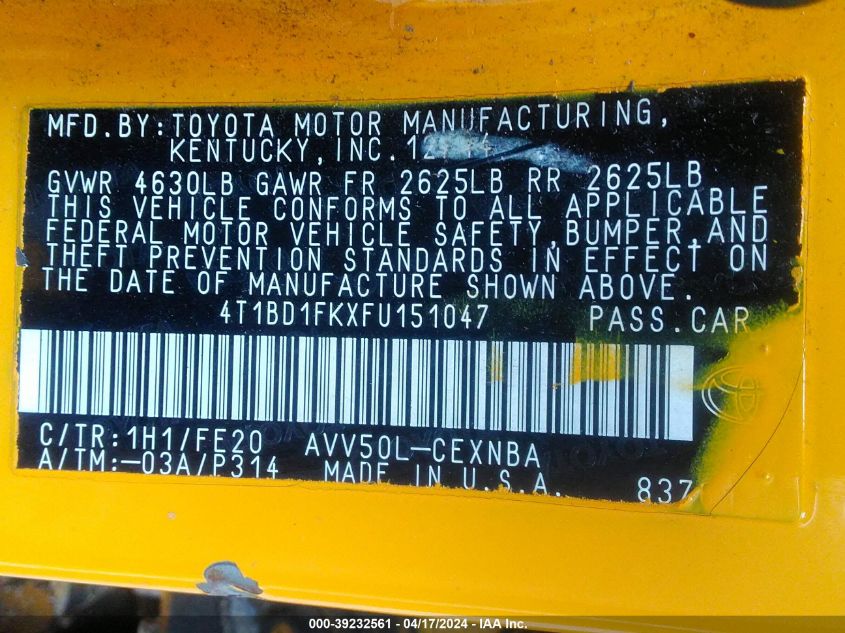 MFD.BY:TOYOTA MOTOR MANUFACTURING,
KENTUCKY,INC.
GVWR 4630LB GAWR FR 2625LB RR 2625LB
THIS VEHICLE CONFORMS TO ALL APPLICABLE
FEDERAL MOTOR VEHICLE SAFETY,BUMPER,AND
THEFT PREVENTION STANDARDS IN EFFECT ON
THE DATE OF MANUFACTURE SHOWN ABOVE.
4T1BD1FKXFU151047 PASS.CAR
C/TR:1H1/FE20 AVV50L-CEXNBA
A/TM:-03A/P314 MADE IN U.S.A. 837
000-39232561 - 04/17/2024 - IAA Inc.